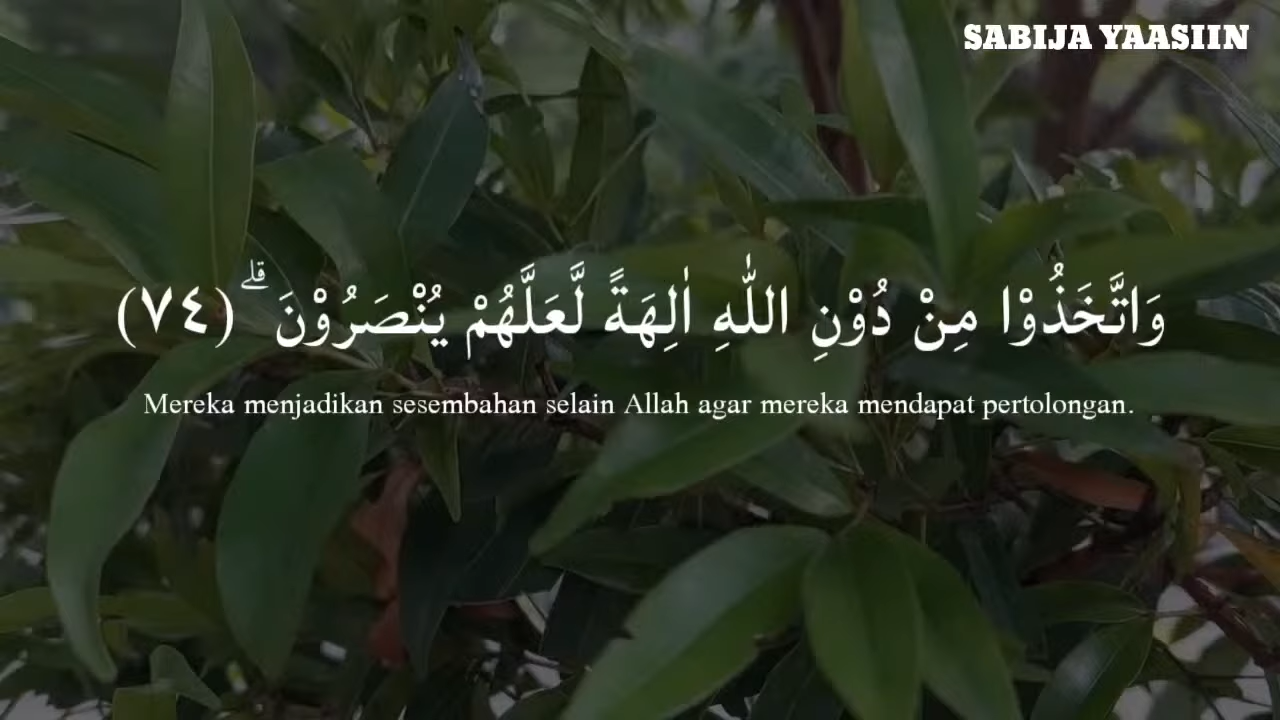 SABIJA YAASIIN
وَاتَّخَذُوْا مِنْ دُوْنِ اللّٰهِ اٰلِهَةً لَّعَلَّهُمْ يُنْصَرُوْنَ ۗ (٧٤)
Mereka menjadikan sesembahan selain Allah agar mereka mendapat pertolongan.